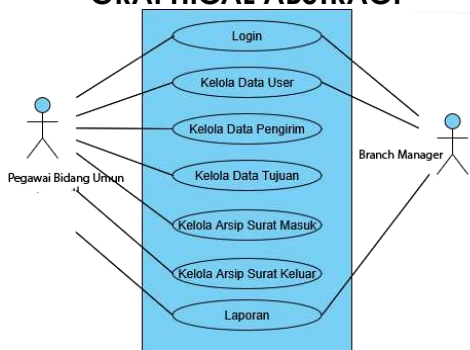 GRAPHICAL ABSTRACT
Login
Kelola Data User
Kelola Data Pengirim
Kelola Data Tujuan
Kelola Arsip Surat Masuk
Kelola Arsip Surat Keluar
Laporan
Pegawai Bidang Umun
Branch Manager